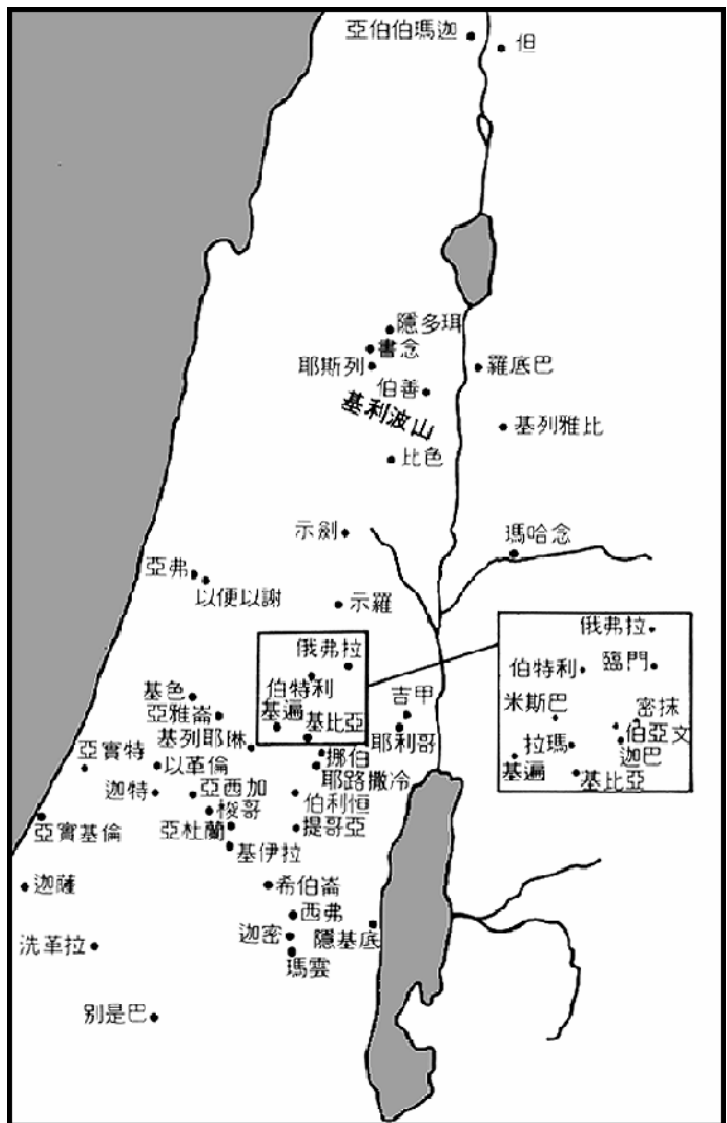 亞伯伯瑪迦
但
隱多珥
書念
耶斯列
羅底巴
伯善
基利波山
基列雅比
比色
示劍
瑪哈念
亞弗
以便以謝
示羅
俄弗拉
伯特利
基遍
基比亞
俄弗拉
臨門
伯特利
米斯巴
密抹
伯亞文
拉瑪
迦巴
基遍
基比亞
基色
亞雅崙
基列耶琳
吉甲
耶利哥
挪伯
耶路撒冷
亞實特
以革倫
迦特
亞西加
梭哥
伯利恒
亞實基倫
亞杜蘭
提哥亞
基伊拉
迦薩
希伯崙
西弗
迦密
隱基底
瑪雲
洗革拉
別是巴